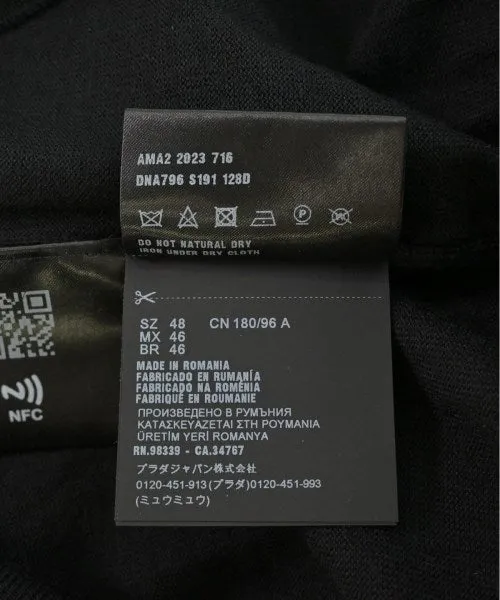 AMA2 2023 716
DNA796 S191 128D
DO NOT NATURAL DRY
IRON UNDER DRY CLOTH
SZ 48 CN 180/96 A
MX 46
BR 46
MADE IN ROMANIA
FABRICADO EN RUMANÍA
FABRICADO NA ROMÊNIA
FABRIQUÉ EN ROUMANIE
ПРОИЗВЕДЕНО В РУМЪНИЯ
ΚΑΤΑΣΚΕΥΑΖΕΤΑΙ ΣΤΗ ΡΟΥΜΑΝΙΑ
ÜRETİM YERİ ROMANYA
RN.98339 - CA.34767
プラダジャパン株式会社
0120-451-913(プラダ) 0120-451-993
(ミュウミュウ)
NFC